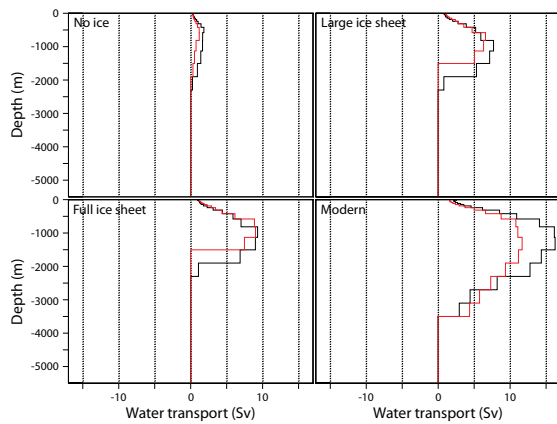 0
-1000
-2000
-3000
-4000
-5000
Depth (m)
No ice
Large ice sheet
0
-1000
-2000
-3000
-4000
-5000
Depth (m)
Full ice sheet
Modern
-10 0 10
-10 0 10
Water transport (Sv)
Water transport (Sv)